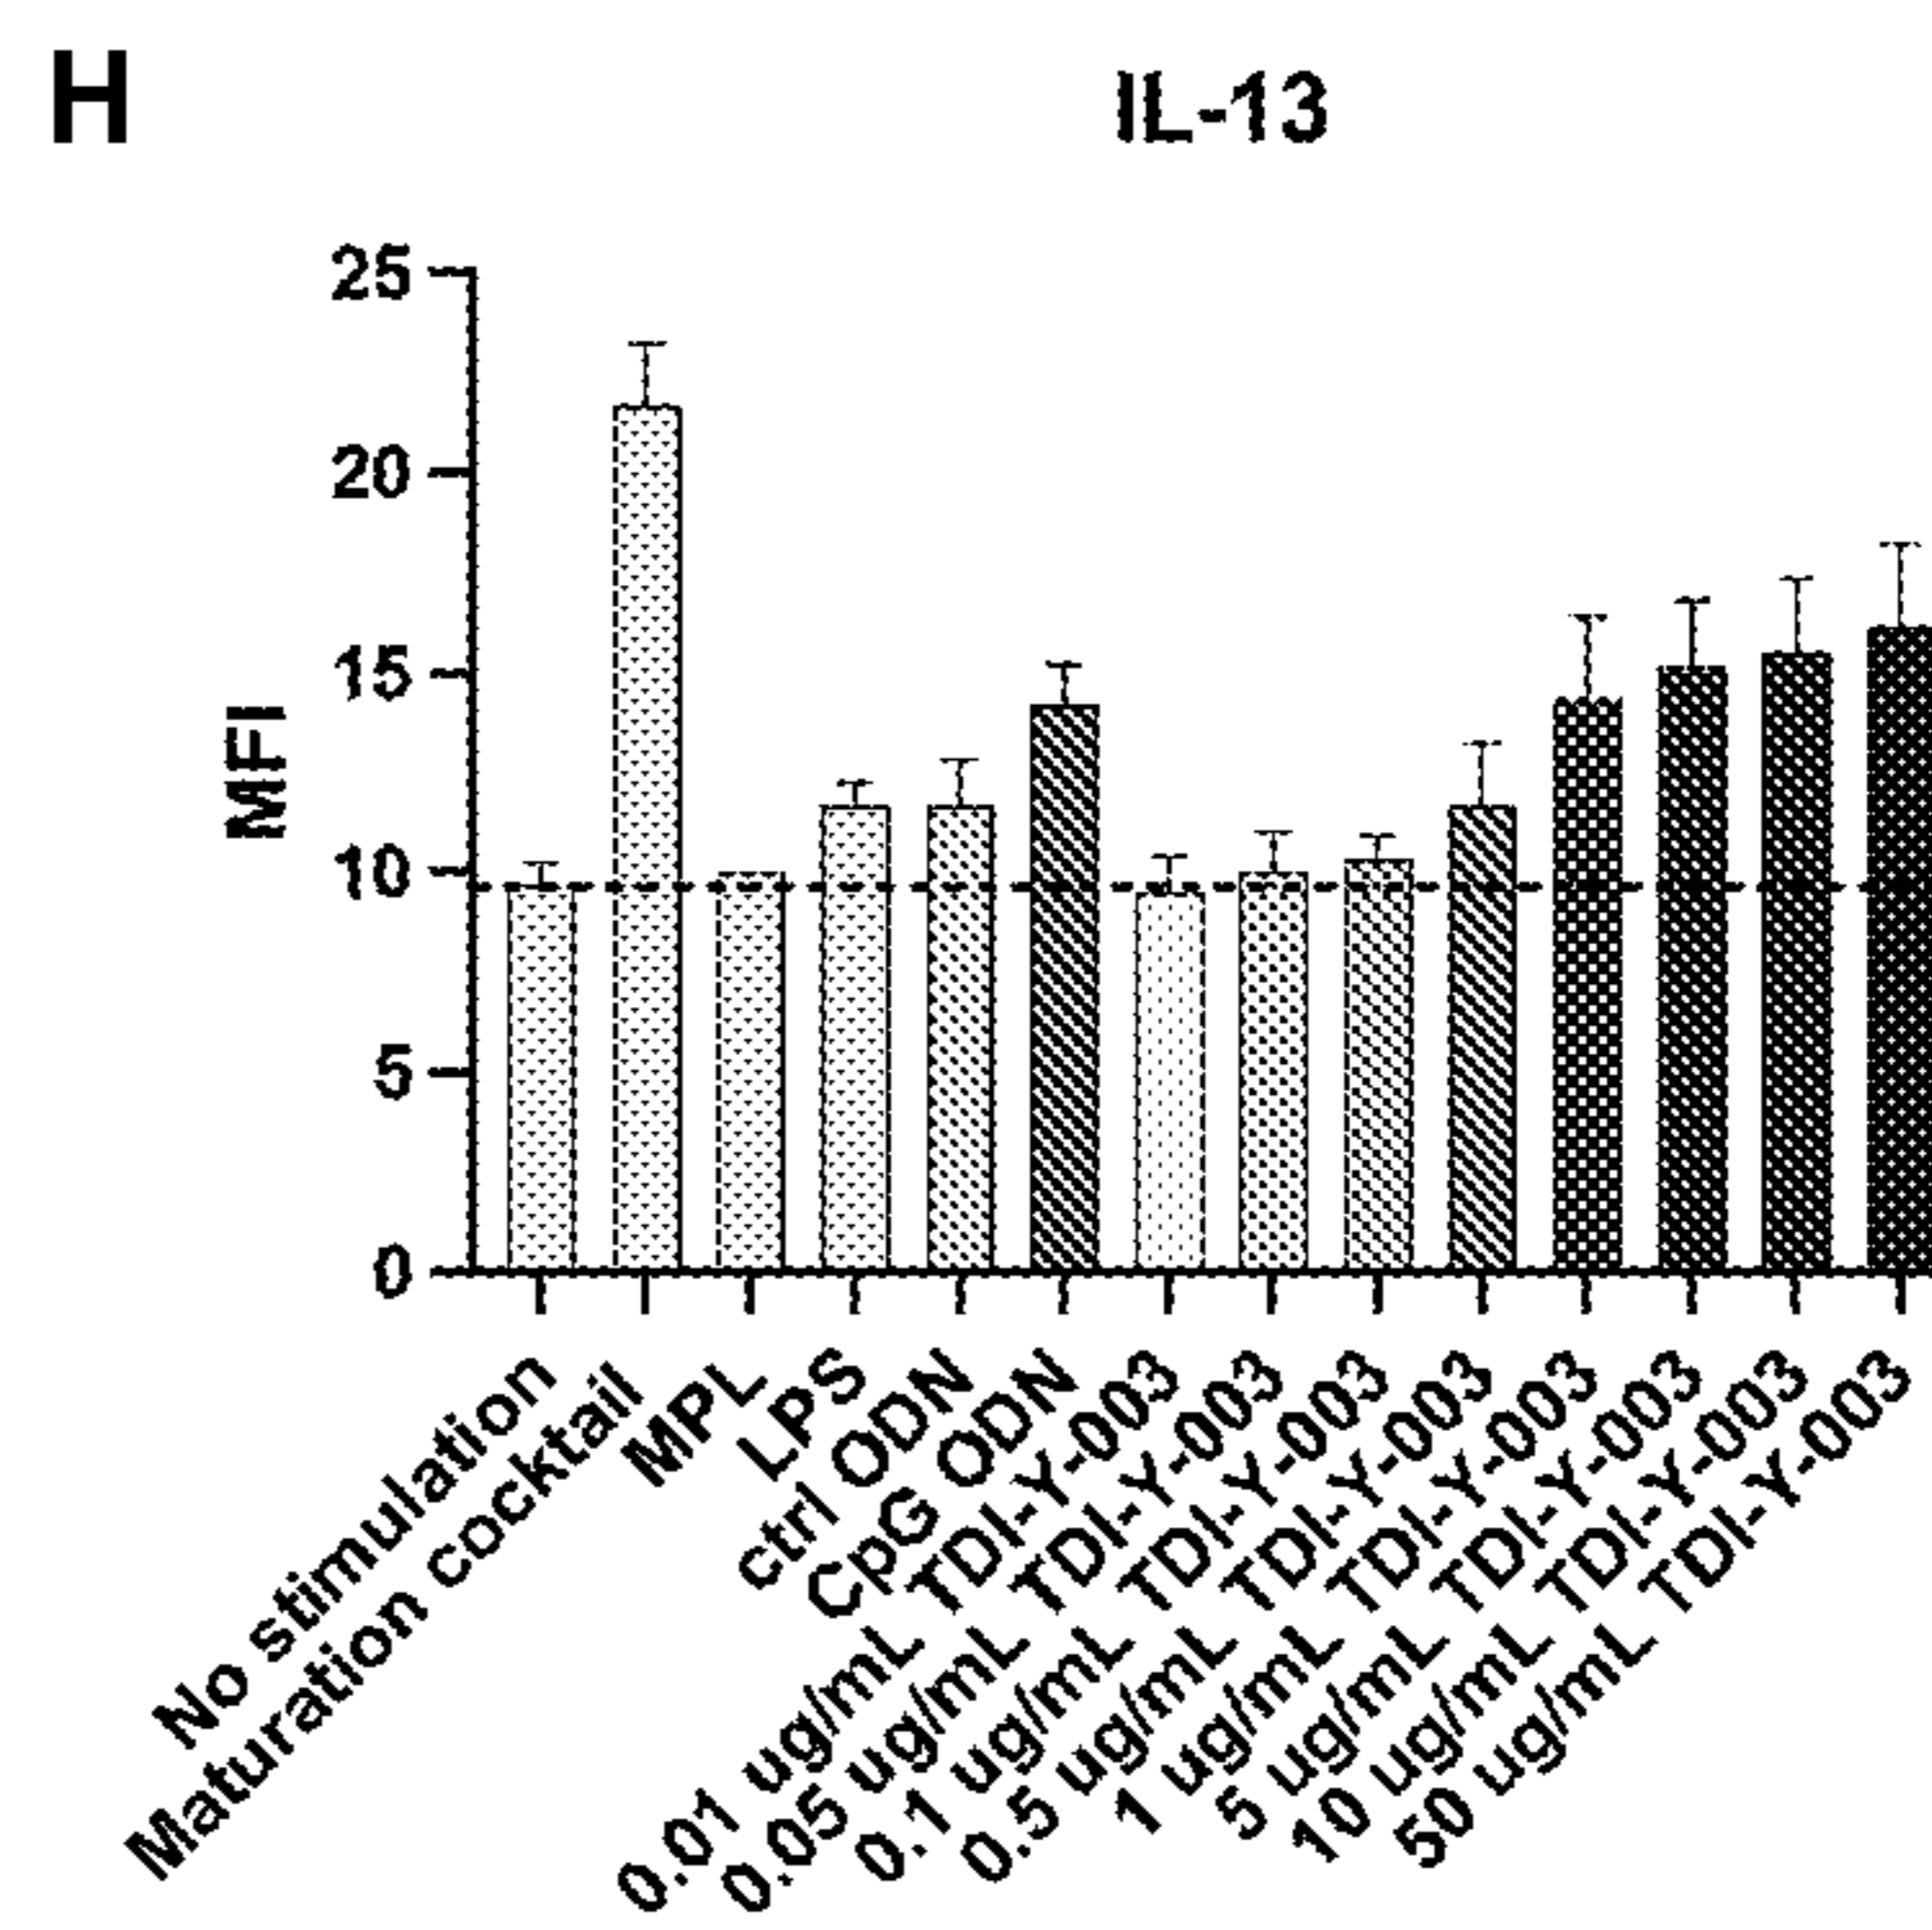 H
IL-13
25
20
15
10
5
0
MFI
No stimulation
Maturation cocktail
MPL
LPS
ctrl ODN
CpG ODN
0.01 ug/mL TDI-Y-003
0.05 ug/mL TDI-Y-003
0.1 ug/mL TDI-Y-003
0.5 ug/mL TDI-Y-003
1 ug/mL TDI-Y-003
5 ug/mL TDI-Y-003
10 ug/mL TDI-Y-003
50 ug/mL TDI-Y-003